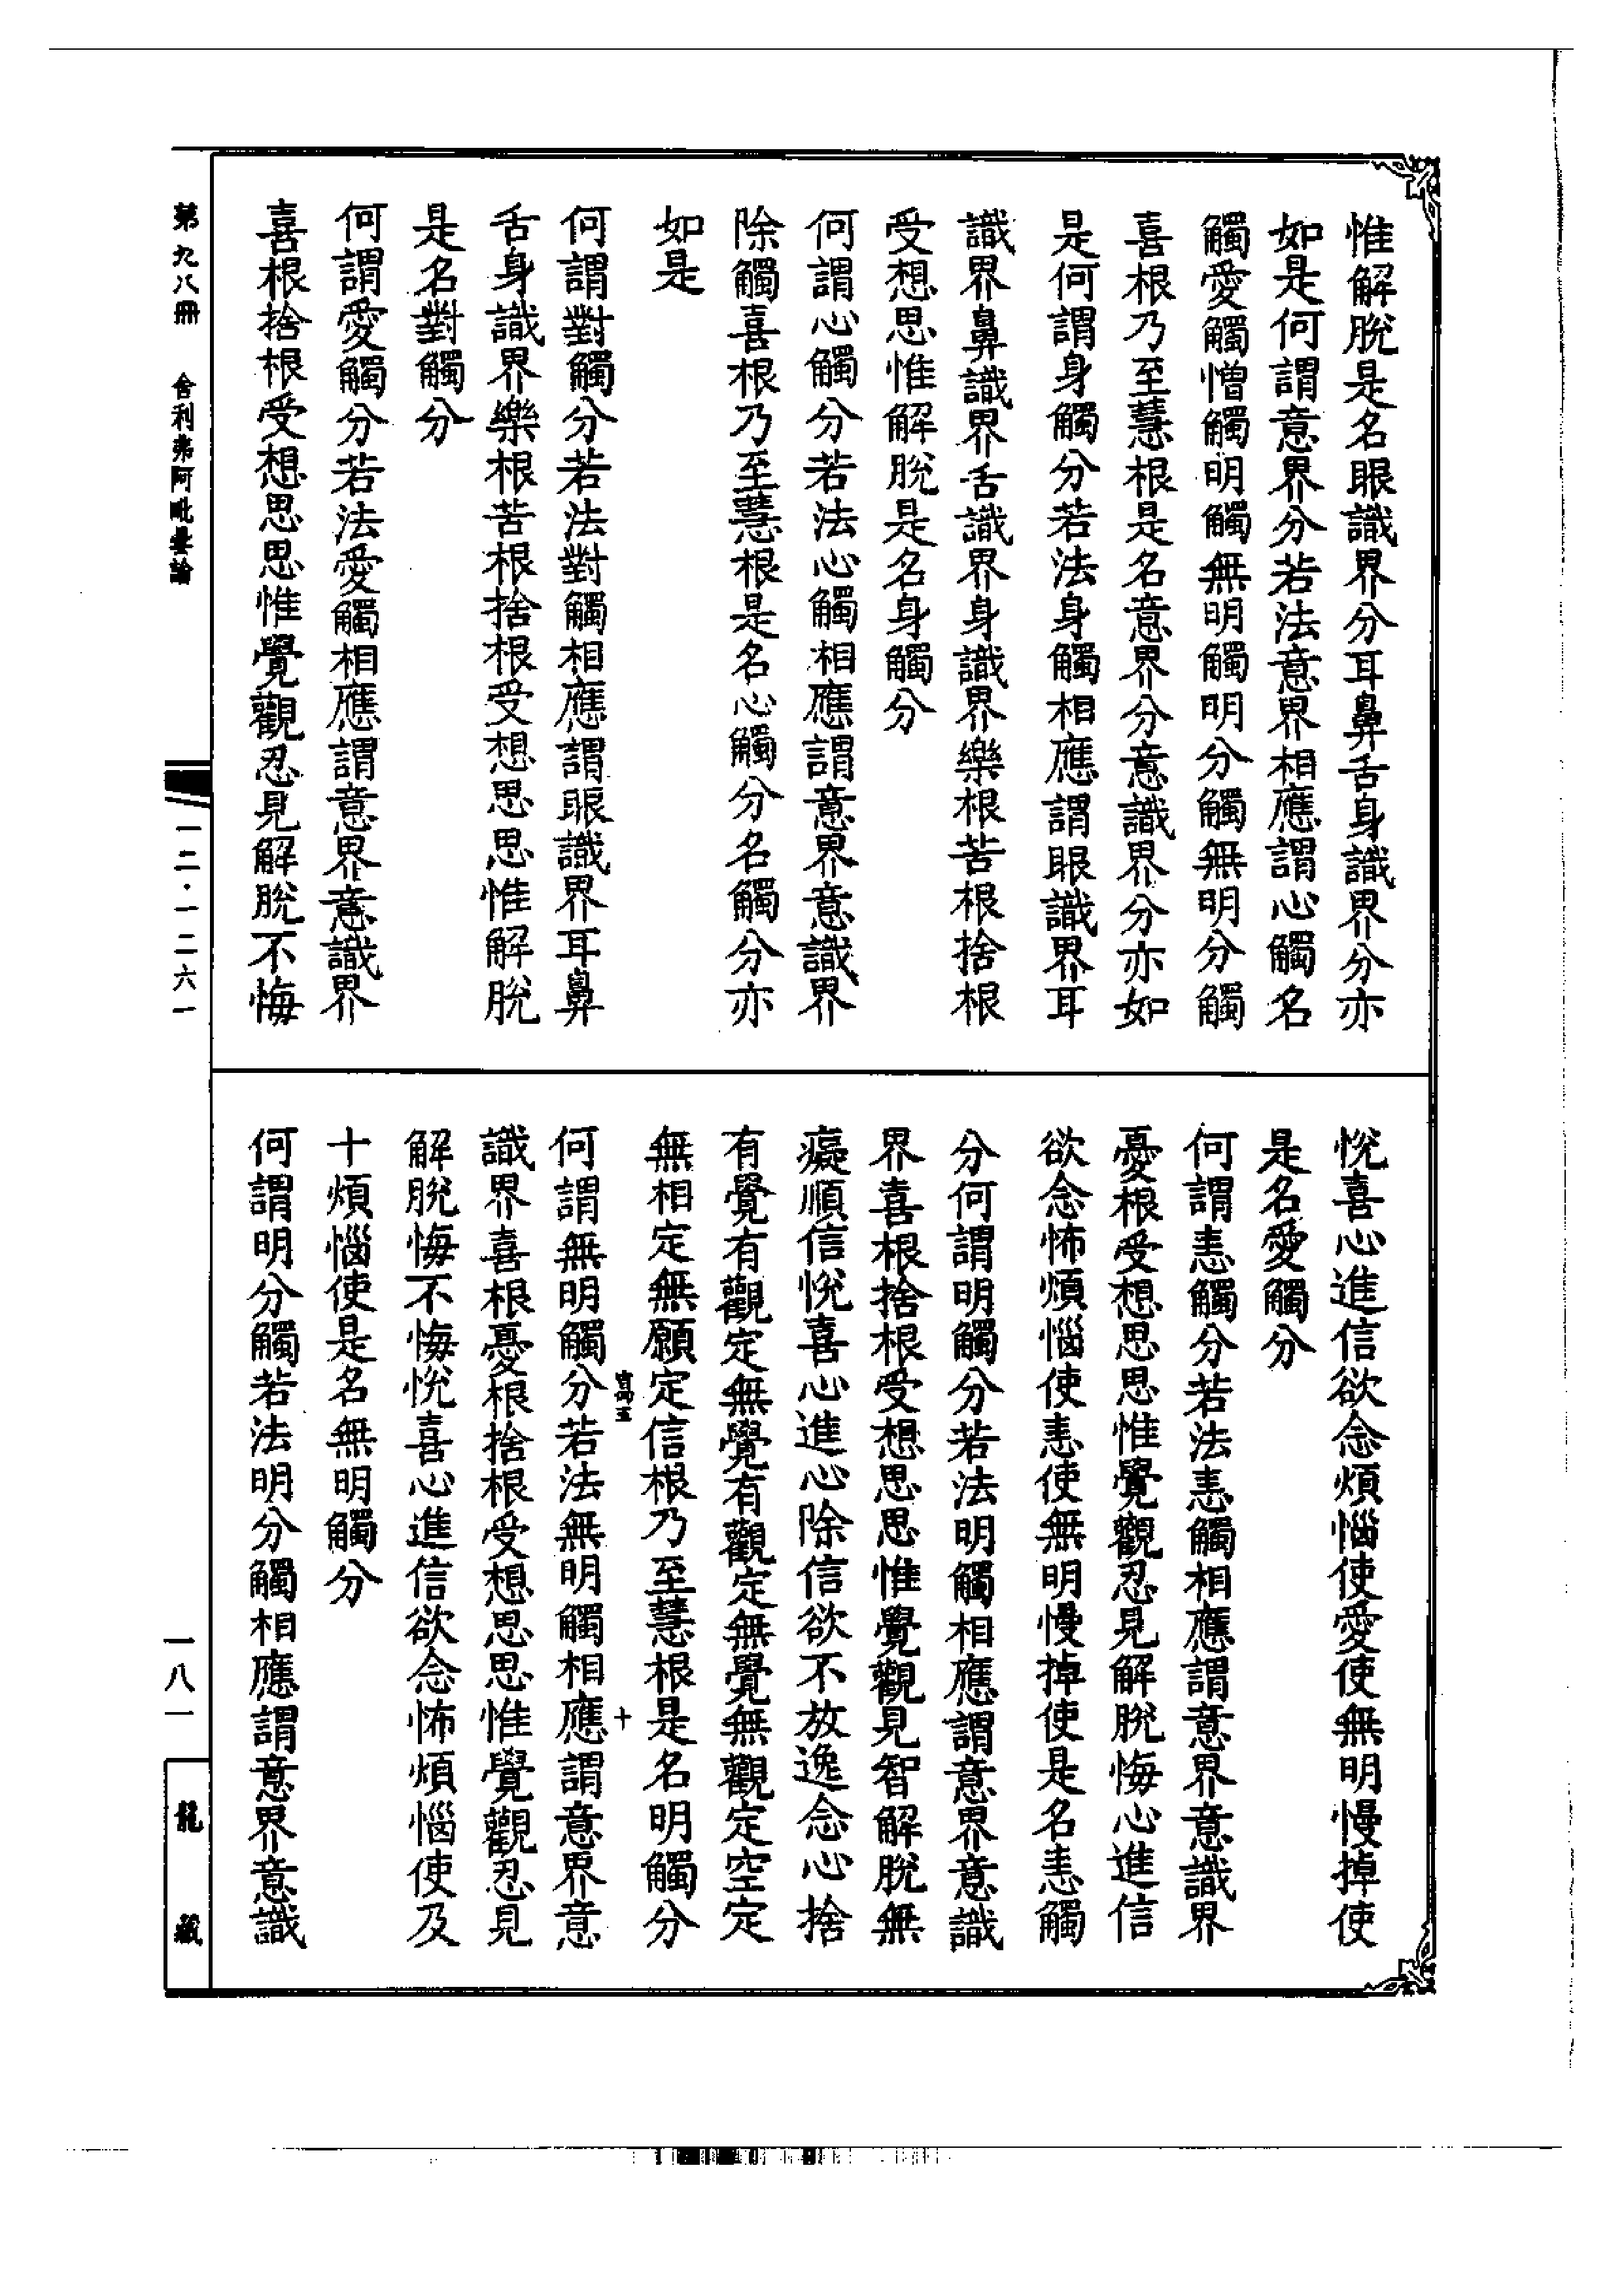 惟解脫是名眼識界分耳鼻舌身識界分亦
如是何謂意界分若法意界相應謂心觸名
觸愛觸憎觸明觸無明觸明分觸無明分觸
喜根乃至慧根是名意界分意識界分亦如
是何謂身觸分若法身觸相應謂眼識界耳
識界鼻識界舌識界身識界樂根苦根捨根
受想思惟解脫是名身觸分
何謂心觸分若法心觸相應謂意界意識界
除觸喜根乃至慧根是名心觸分名觸分亦
如是
何謂對觸分若法對觸相應謂眼識界耳鼻
舌身識界樂根苦根捨根受想思思惟解脫
是名對觸分
何謂愛觸分若法愛觸相應謂意界意識界
喜根捨根受想思思惟覺觀忍見解脫不悔
悅喜心進信欲念煩惱使愛使無明慢掉使
是名愛觸分
何謂恚觸分若法恚觸相應謂意界意識界
憂根受想思思惟覺觀忍見解脫悔心進信
欲念怖煩惱使恚使無明慢掉使是名恚觸
分何謂明觸分若法明觸相應謂意界意識
界喜根捨根受想思思惟覺觀見智解脫無
癡順信悅喜心進心除信欲不放逸念心捨
有覺有觀定無覺有觀定無覺無觀定空定
無相定無願定信根乃至慧根是名明觸分
何謂無明觸分若法無明觸相應謂意界意
識界喜根憂根捨根受想思思惟覺觀忍見
解脫悔不悔悅喜心進信欲念怖煩惱使及
十煩惱使是名無明觸分
何謂明分觸若法明分觸相應謂意界意識
十
第九八冊 舍利弗阿毗曇論
一二·一二六一
一八一
龍藏